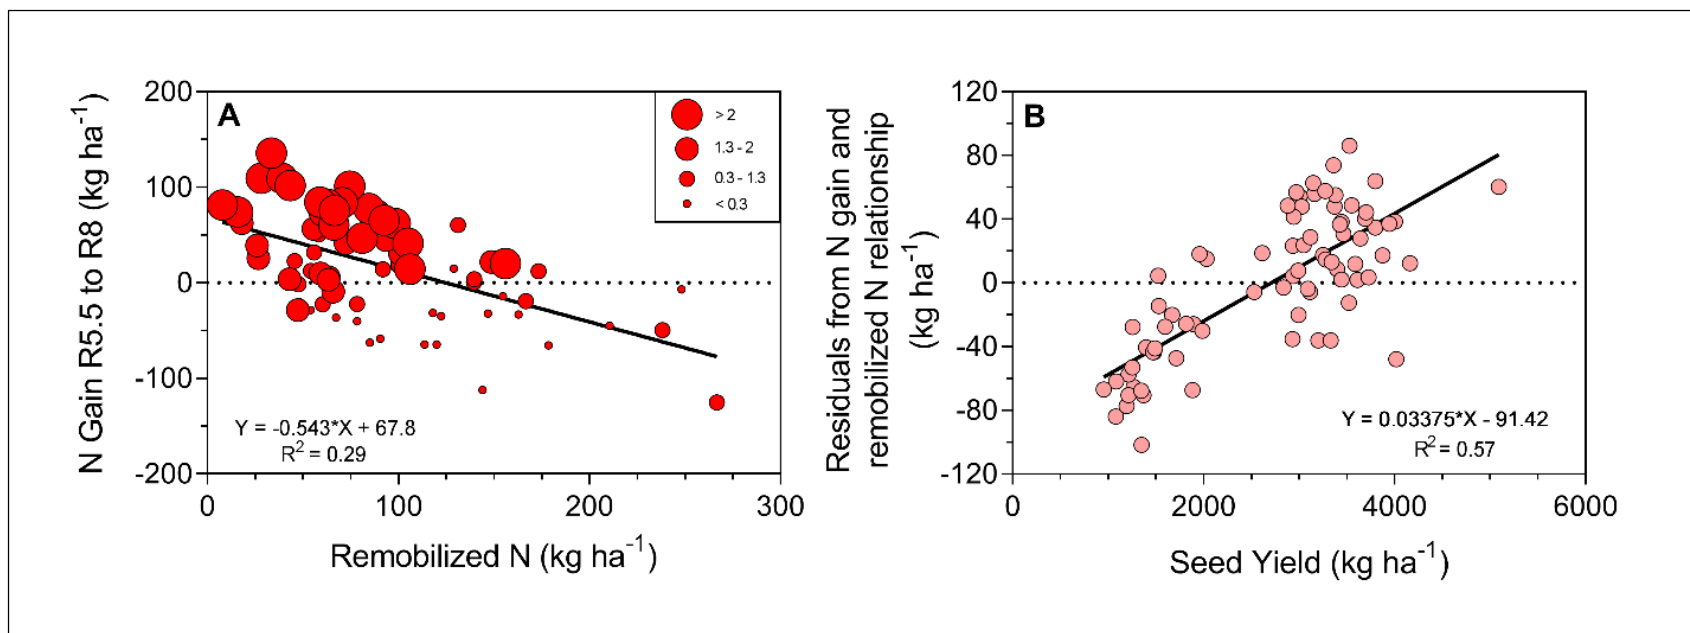 A
N Gain R5.5 to R8 (kg ha⁻¹)
200
100
0
-100
-200
> 2
1.3 - 2
0.3 - 1.3
< 0.3
Y = -0.543*X + 67.8
R² = 0.29
0
100
200
300
Remobilized N (kg ha⁻¹)
B
Residuals from N gain and
remobilized N relationship
(kg ha⁻¹)
120
80
40
0
-40
-80
-120
Y = 0.03375*X - 91.42
R² = 0.57
0
2000
4000
6000
Seed Yield (kg ha⁻¹)